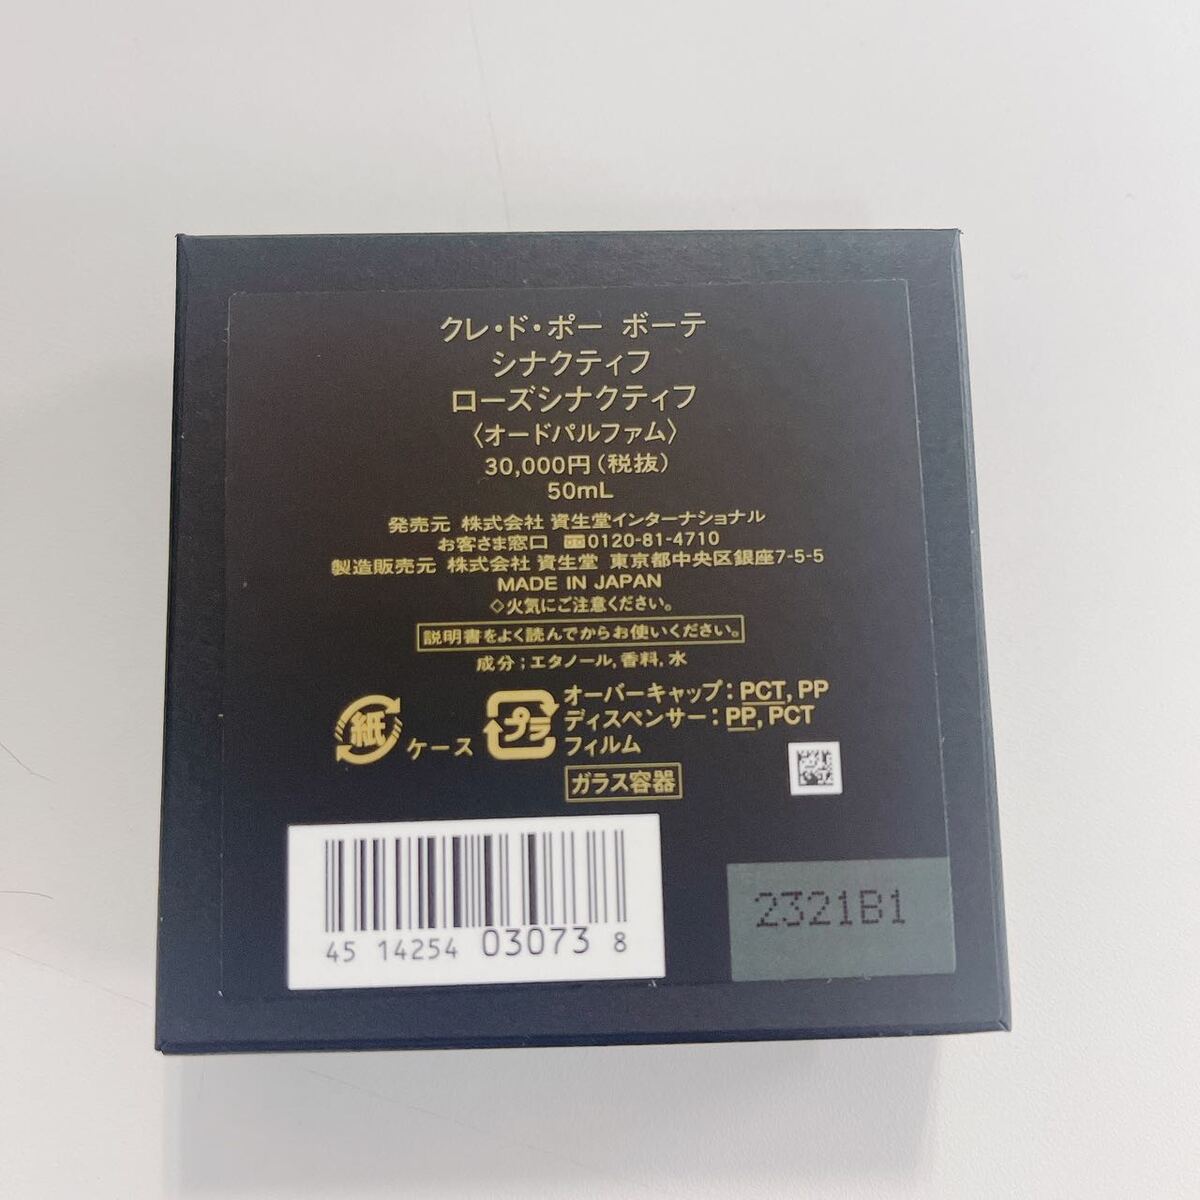 クレ・ド・ポー ボーテ
シナクティフ
ローズシナクティフ
〈オードパルファム〉
30,000円(税抜)
50mL
発売元 株式会社 資生堂インターナショナル
お客さま窓口 0120-81-4710
製造販売元 株式会社 資生堂 東京都中央区銀座7-5-5
MADE IN JAPAN
◇火気にご注意ください。
説明書をよく読んでからお使いください。
成分;エタノール,香料,水
紙 ケース
プラ オーバーキャップ:PCT,PP
ディスペンサー:PP,PCT
フィルム
ガラス容器
45 14254 03073 8
2321B1